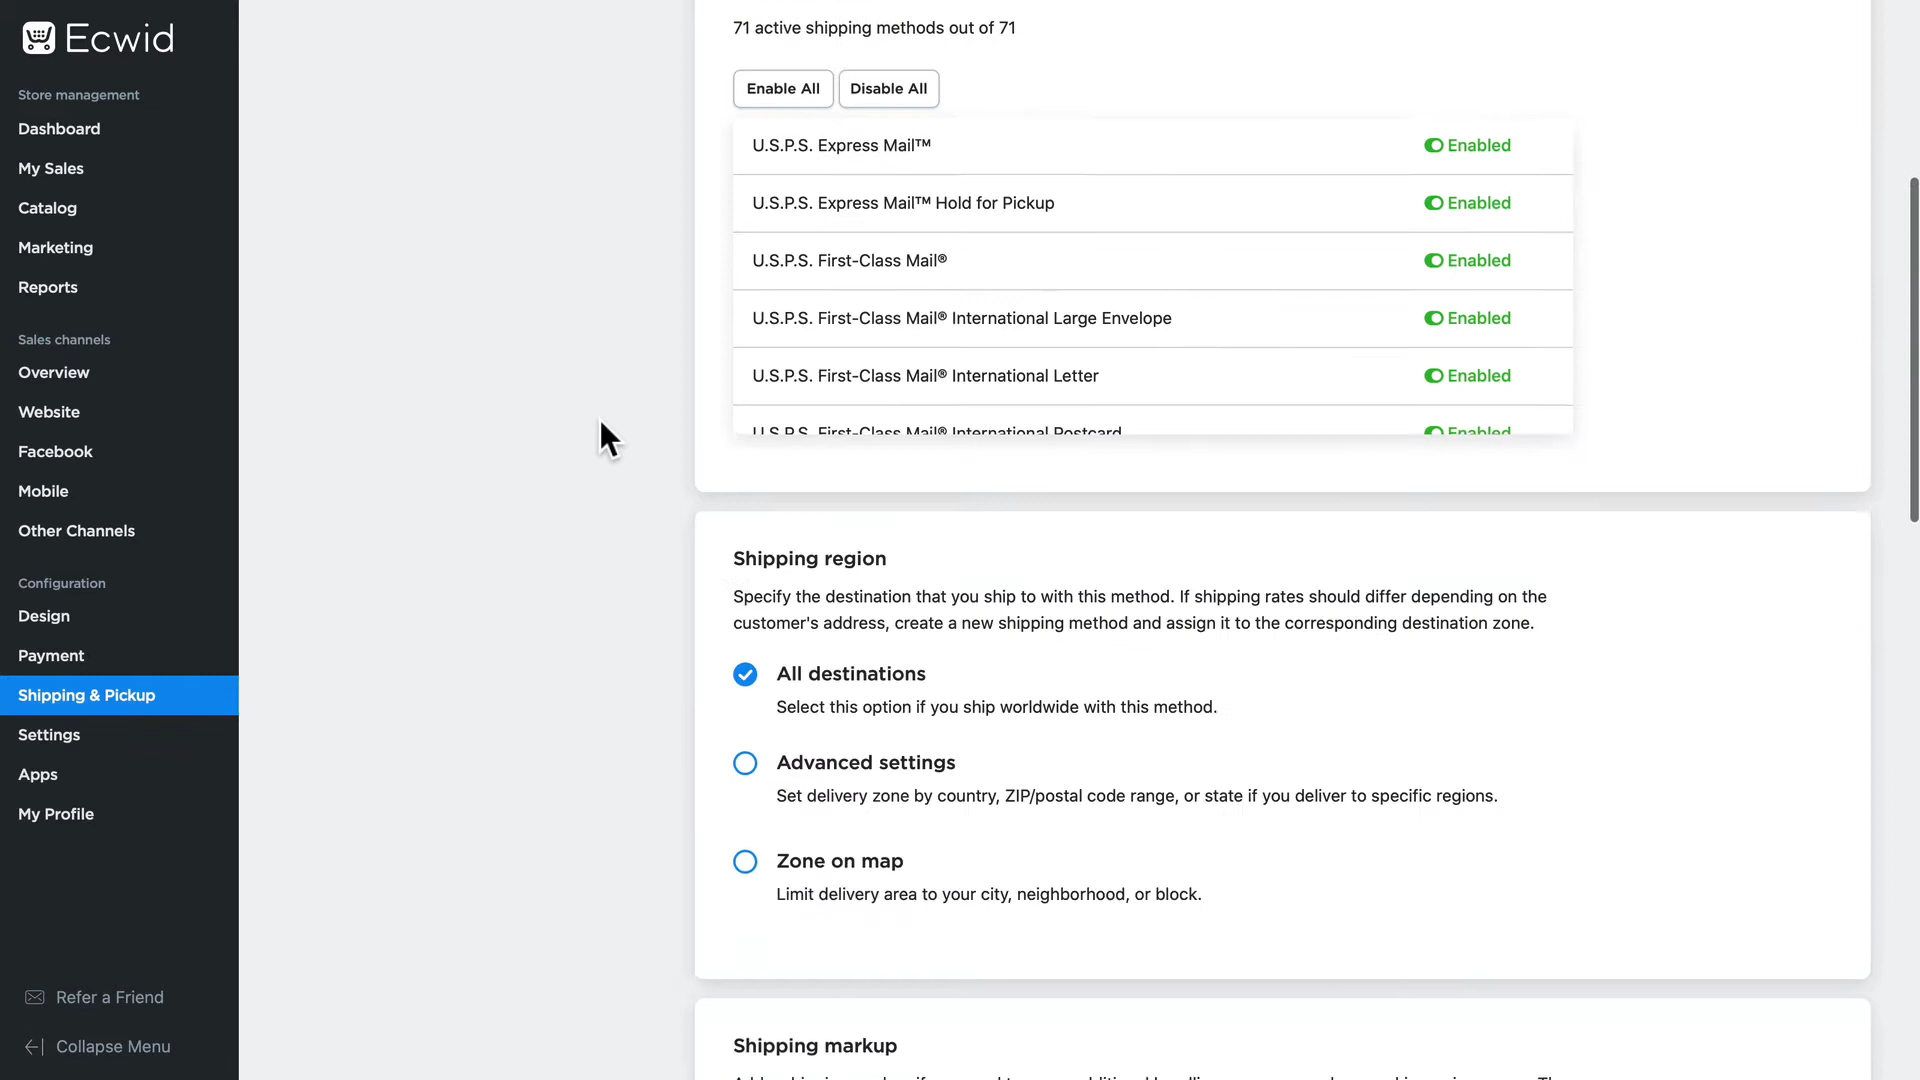 Ecwid
Store management
Dashboard
My Sales
Catalog
Marketing
Reports
Sales channels
Overview
Website
Facebook
Mobile
Other Channels
Configuration
Design
Payment
Shipping & Pickup
Settings
Apps
My Profile
Refer a Friend
Collapse Menu
71 active shipping methods out of 71
Enable All Disable All
U.S.P.S. Express Mail™ Enabled
U.S.P.S. Express Mail™ Hold for Pickup Enabled
U.S.P.S. First-Class Mail® Enabled
U.S.P.S. First-Class Mail® International Large Envelope Enabled
U.S.P.S. First-Class Mail® International Letter Enabled
U.S.P.S. First-Class Mail® International Postcard Enabled
Shipping region
Specify the destination that you ship to with this method. If shipping rates should differ depending on the
customer's address, create a new shipping method and assign it to the corresponding destination zone.
All destinations
Select this option if you ship worldwide with this method.
Advanced settings
Set delivery zone by country, ZIP/postal code range, or state if you deliver to specific regions.
Zone on map
Limit delivery area to your city, neighborhood, or block.
Shipping markup